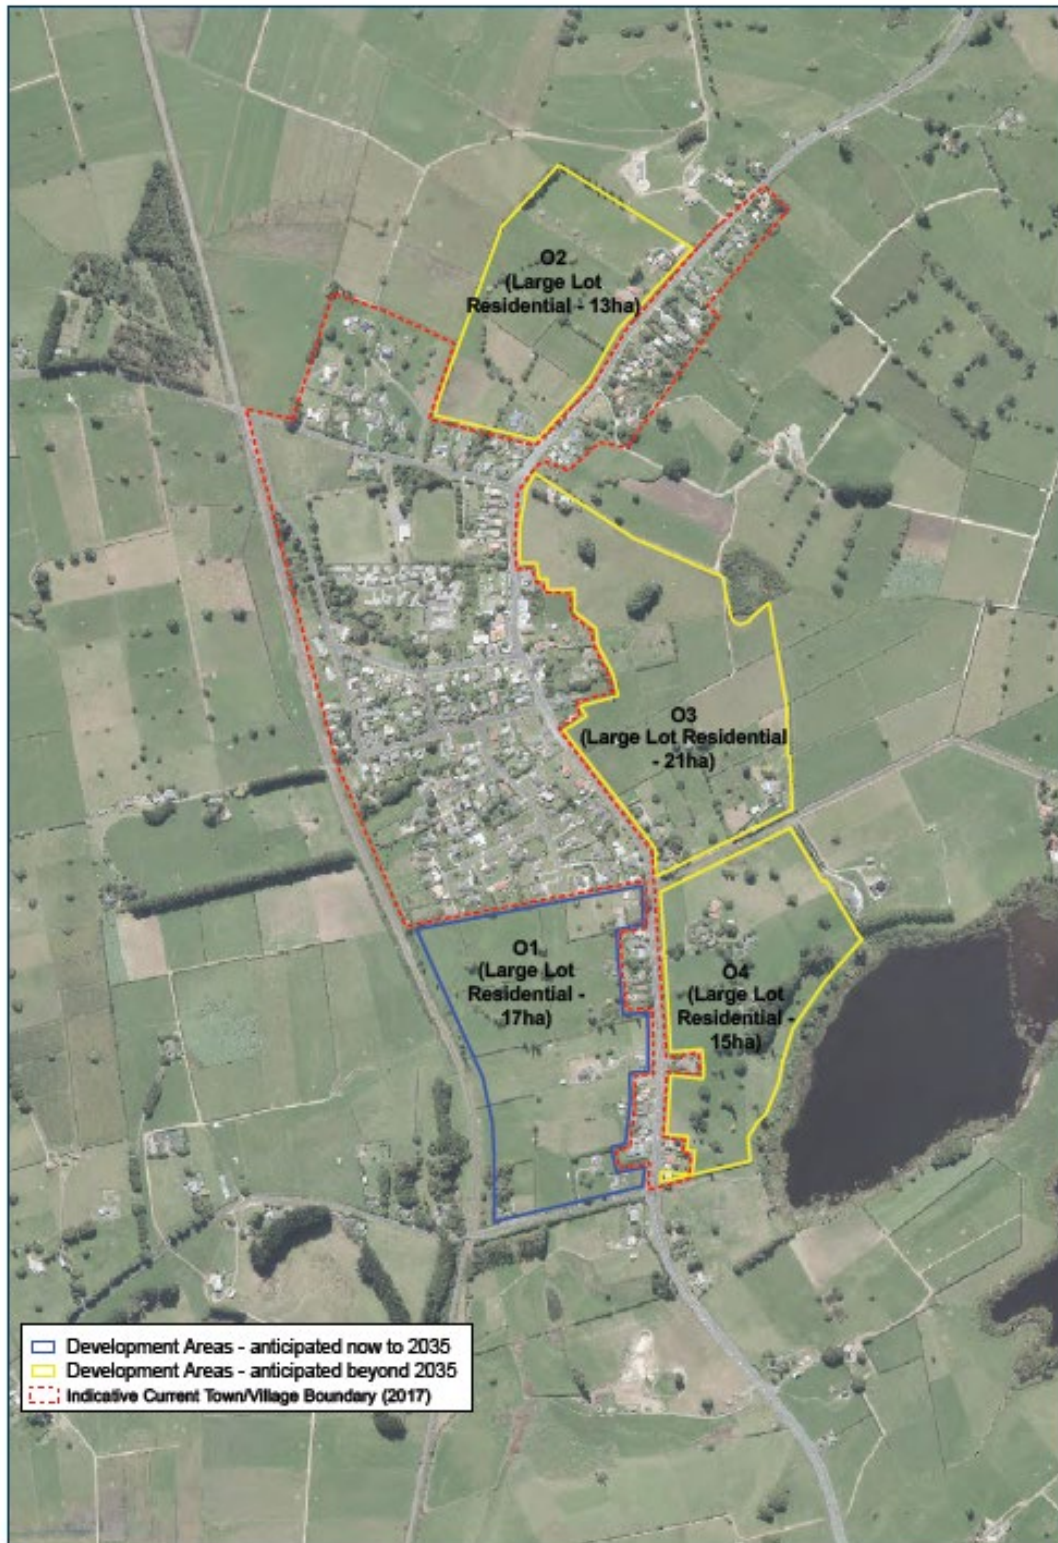 O2
(Large Lot
Residential - 13ha)
O3
(Large Lot Residential
- 21ha)
O1
(Large Lot
Residential -
17ha)
O4
(Large Lot
Residential -
15ha)
Development Areas - anticipated now to 2035
Development Areas - anticipated beyond 2035
Indicative Current Town/Village Boundary (2017)